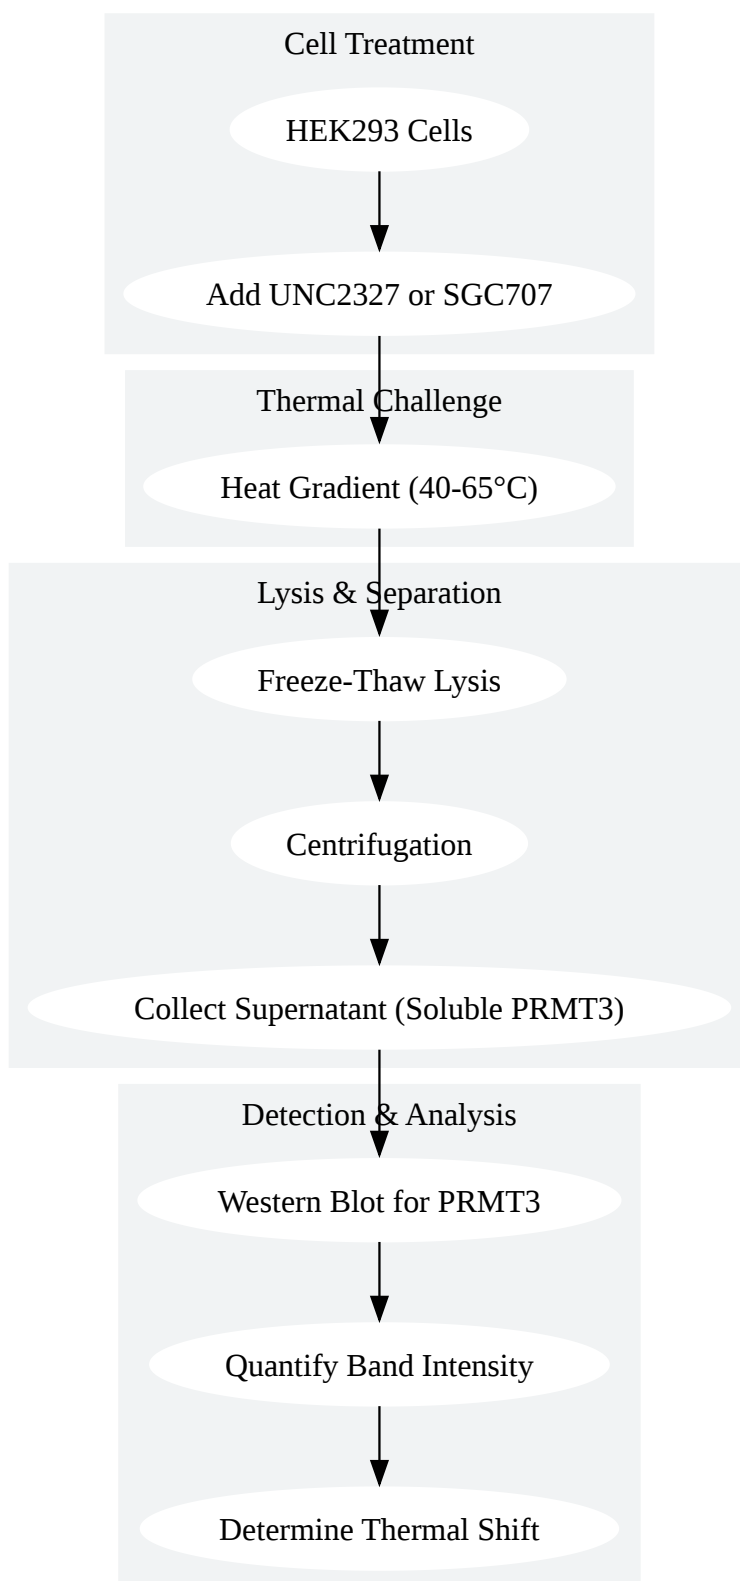 Cell Treatment
HEK293 Cells
Add UNC2327 or SGC707
Thermal Challenge
Heat Gradient (40-65°C)
Lysis & Separation
Freeze-Thaw Lysis
Centrifugation
Collect Supernatant (Soluble PRMT3)
Detection & Analysis
Western Blot for PRMT3
Quantify Band Intensity
Determine Thermal Shift